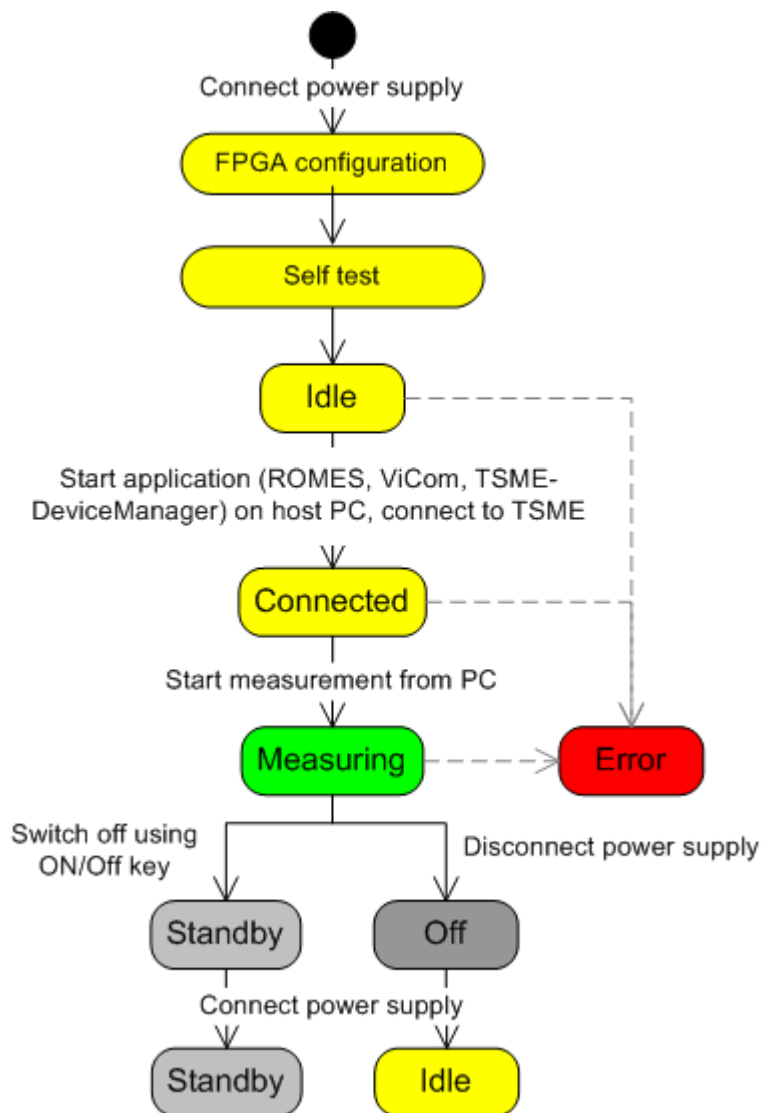 Connect power supply
FPGA configuration
Self test
Idle
Start application (ROMES, ViCom, TSME-
DeviceManager) on host PC, connect to TSME
Connected
Start measurement from PC
Measuring
Error
Switch off using
ON/Off key
Disconnect power supply
Standby
Off
Connect power supply
Standby
Idle